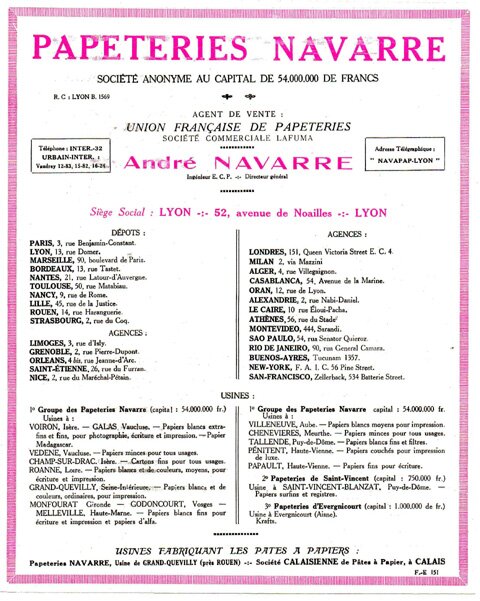 PAPETERIES NAVARRE
SOCIÉTÉ ANONYME AU CAPITAL DE 54.000.000 DE FRANCS
R. C : LYON B. 1569
AGENT DE VENTE :
UNION FRANÇAISE DE PAPETERIES
SOCIÉTÉ COMMERCIALE LAFUMA
Téléphone : INTER.-32
URBAIN-INTER. :
Vaudrey 12-83, 15-82, 16-24
André NAVARRE
Ingénieur E. C. P. -:- Directeur général
Adresse Télégraphique :
" NAVAPAP-LYON "
Siège Social : LYON -:- 52, avenue de Noailles -:- LYON
DÉPOTS :
PARIS, 3, rue Benjamin-Constant.
LYON, 13, rue Domer.
MARSEILLE, 90, boulevard de Paris.
BORDEAUX, 13, rue Tastet.
NANTES, 21, rue Latour-d'Auvergne.
TOULOUSE, 50, rue Matabiau.
NANCY, 9, rue de Rome.
LILLE, 45, rue de la Justice.
ROUEN, 14, rue Hazanguerie.
STRASBOURG, 2, rue du Coq.
AGENCES :
LIMOGES, 3, rue d'Isly.
GRENOBLE, 2, rue Pierre-Dupont.
ORLEANS, 4 bis, rue Jeanne-d'Arc.
SAINT-ÉTIENNE, 26, rue du Furran.
NICE, 2, rue du Maréchal-Pétain.
AGENCES :
LONDRES, 151, Queen Victoria Street E. C. 4.
MILAN 2, via Mazzini
ALGER, 4, rue Villegaignon.
CASABLANCA, 54, Avenue de la Marine.
ORAN, 12, rue de Lyon.
ALEXANDRIE, 2, rue Nabi-Daniel.
LE CAIRE, 10 rue Eloui-Pacha.
ATHÈNES, 56, rue du Stade
MONTEVIDEO, 444, Sarandi.
SAO PAULO, 54, rua Senator Quieroz.
RIO DE JANEIRO, 90, rua General Camara.
BUENOS-AYRES, Tucumam 1357.
NEW-YORK, F. A. I. C. 56 Pine Street.
SAN-FRANCISCO, Zellerback, 534 Batterie Street.
USINES :
1º Groupe des Papeteries Navarre (capital : 54.000.000 fr.)
Usines à :
VOIRON, Isère. — GALAS, Vaucluse. — Papiers blancs extra-
fins et fins, pour photographie, écriture et impression. — Papier
Madagascar.
VEDENE, Vaucluse. — Papiers minces pour tous usages.
CHAMP-SUR-DRAC, Isère. — Cartons fins pour tous usages.
ROANNE, Loire. — Papiers blancs et de couleurs, moyens, pour
écriture et impression.
GRAND-QUEVILLY, Seine-Inférieure. — Papiers blancs et de
couleurs, ordinaires, pour impression.
MONFOURAT Gironde — GODONCOURT, Vosges —
MELLEVILLE, Haute-Marne. — Papiers blancs fins pour
écriture et impression et papiers d'alfa.
1º Groupe des Papeteries Navarre capital : 54.000.000 fr.
Usines à :
VILLENEUVE, Aube. — Papiers blancs moyens pour impression.
CHENEVIERES, Meurthe. — Papiers minces pour tous usages.
TALLENDE, Puy-de-Dôme. — Papiers blancs fins et filtres.
PÉNITENT, Haute-Vienne. — Papiers couchés pour impression
de luxe.
PAPAULT, Haute-Vienne. — Papiers fins pour écriture.
2º Papeteries de Saint-Vincent (capital : 750.000 fr.)
Usine à SAINT-VINCENT-BLANZAT, Puy-de-Dôme. —
Papiers surfins et registres.
3º Papeteries d'Evergnicourt (capital : 1.000.000 de fr.)
Usine à Evergnicourt (Aisne).
Krafts.
USINES FABRIQUANT LES PATES A PAPIERS :
Papeteries NAVARRE, Usine de GRAND-QUEVILLY (près ROUEN) -:- Société CALAISIENNE de Pâtes à Papier, à CALAIS
F.-E 151